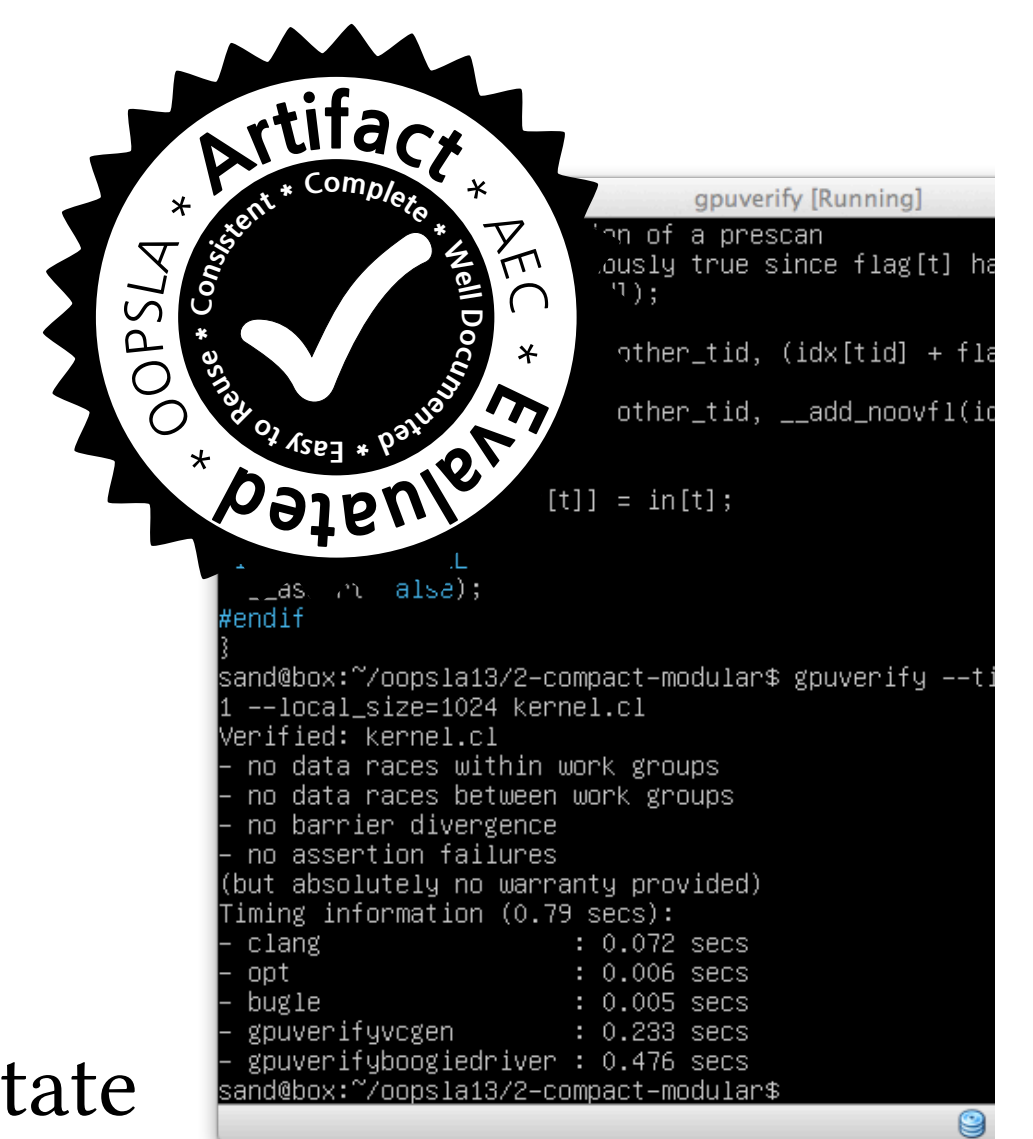 * OOPSLA * Artifact * AEC * Evaluated
* Consistent * Complete * Well Documented * Easy to Reuse
gpuverify [Running]
of a prescan
true since flag[t]
other_tid, (idx[tid] +
other_tid, __add_noovfl(
[t]] = in[t];
#endif
}
sand@box:~/oopsla13/2-compact-modular$ gpuverify --ti
1 --local_size=1024 kernel.cl
Verified: kernel.cl
- no data races within work groups
- no data races between work groups
- no barrier divergence
- no assertion failures
(but absolutely no warranty provided)
Timing information (0.79 secs):
- clang : 0.072 secs
- opt : 0.006 secs
- bugle : 0.005 secs
- gpuverifyvcgen : 0.233 secs
- gpuverifyboogiedriver : 0.476 secs
sand@box:~/oopsla13/2-compact-modular$
tate